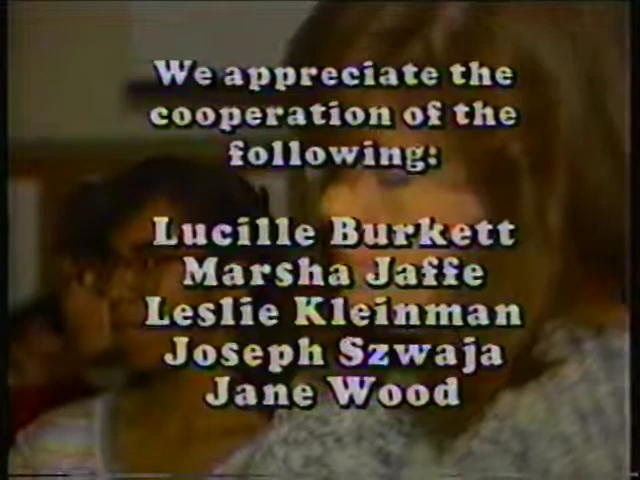 We appreciate the
cooperation of the
following:
Lucille Burkett
Marsha Jaffe
Leslie Kleinman
Joseph Szwaja
Jane Wood